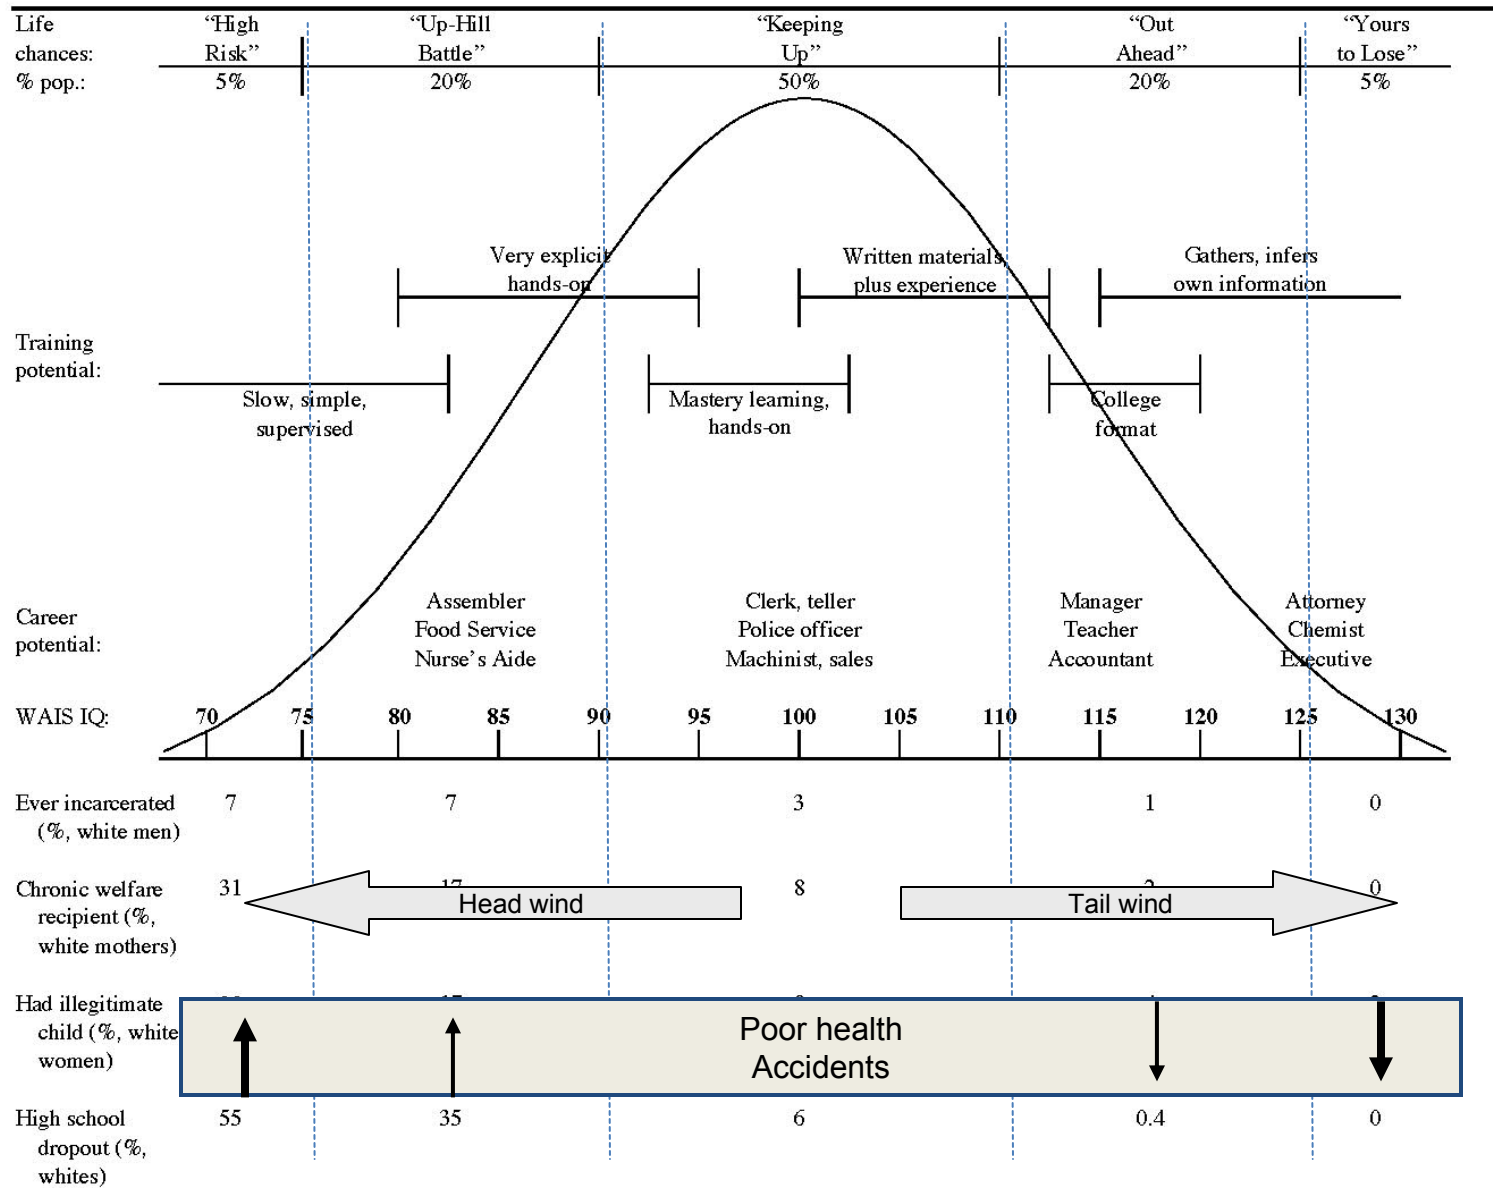 Life “High “Up-Hill “Keeping “Out “Yours
chances: Risk” Battle” Up” Ahead” to Lose”
% pop.: 5% 20% 50% 20% 5%
Very explicit Written materials, Gathers, infers
hands-on plus experience own information
Training
potential:
Slow, simple, Mastery learning, College
supervised hands-on format
Assembler Clerk, teller Manager Attorney
Career Food Service Police officer Teacher Chemist
potential: Nurse’s Aide Machinist, sales Accountant Executive
WAIS IQ: 70 75 80 85 90 95 100 105 110 115 120 125 130
Ever incarcerated 7 7 3 1 0
(%, white men)
Chronic welfare 31 8 0
recipient (%, Head wind Tail wind
white mothers)
Had illegitimate
child (%, white Poor health
women) Accidents
High school 55 35 6 0.4 0
dropout (%,
whites)